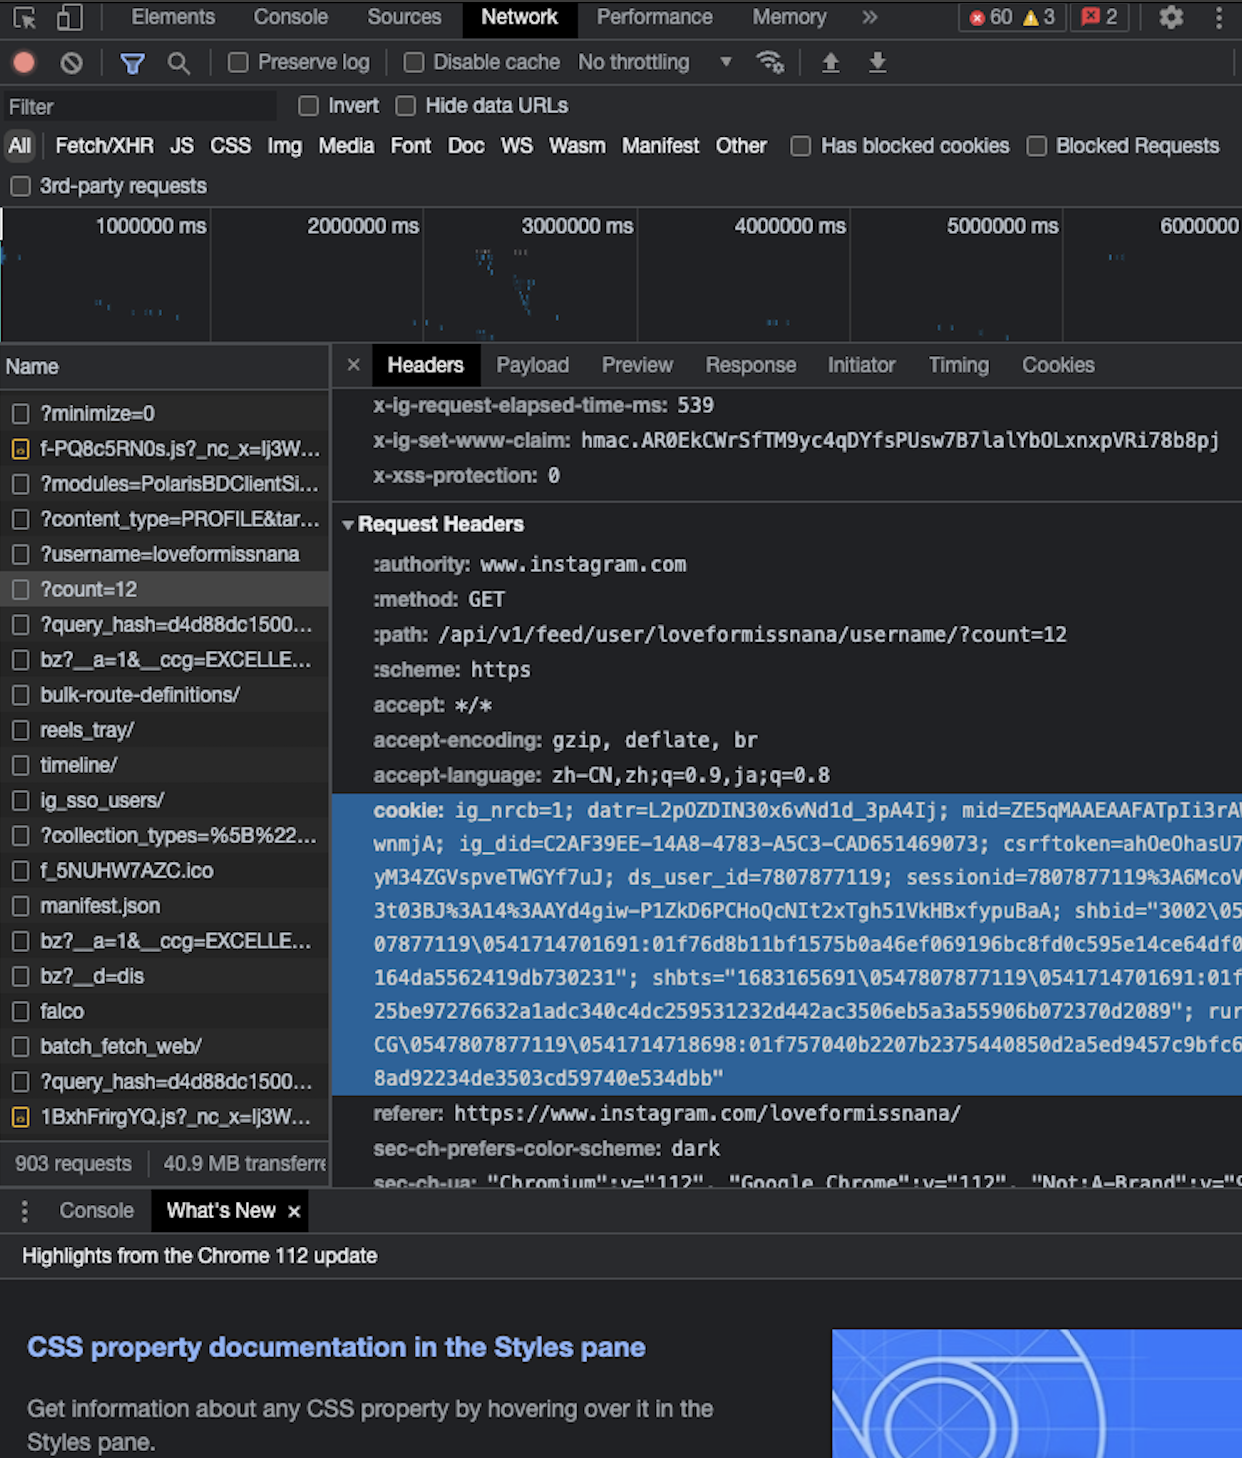 Elements Console Sources Network Performance Memory » 60 3 2
Preserve log Disable cache No throttling
Filter Invert Hide data URLs
All Fetch/XHR JS CSS Img Media Font Doc WS Wasm Manifest Other Has blocked cookies Blocked Requests
3rd-party requests
1000000 ms 2000000 ms 3000000 ms 4000000 ms 5000000 ms 6000000
Name
?minimize=0
f-PQ8c5RN0s.js?_nc_x=Ij3W...
?modules=PolarisBDClientSi...
?content_type=PROFILE&tar...
?username=loveformissnana
?count=12
?query_hash=d4d88dc1500...
bz?__a=1&__ccg=EXCELLE...
bulk-route-definitions/
reels_tray/
timeline/
ig_sso_users/
?collection_types=%5B%22...
f_5NUHW7AZC.ico
manifest.json
bz?__a=1&__ccg=EXCELLE...
bz?__d=dis
falco
batch_fetch_web/
?query_hash=d4d88dc1500...
1BxhFrirgYQ.js?_nc_x=Ij3W...
903 requests 40.9 MB transferre
× Headers Payload Preview Response Initiator Timing Cookies
x-ig-request-elapsed-time-ms: 539
x-ig-set-www-claim: hmac.AR0EkCWrSfTM9yc4qDYfsPUsw7B7lalYbOLxnxpVRi78b8pj
x-xss-protection: 0
Request Headers
:authority: www.instagram.com
:method: GET
:path: /api/v1/feed/user/loveformissnana/username/?count=12
:scheme: https
accept: */*
accept-encoding: gzip, deflate, br
accept-language: zh-CN,zh;q=0.9,ja;q=0.8
cookie: ig_nrcb=1; datr=L2pOZDIN30x6vNd1d_3pA4Ij; mid=ZE5qMAAEAAFATpIi3rA
wnmjA; ig_did=C2AF39EE-14A8-4783-A5C3-CAD651469073; csrftoken=ahOeOhasU7
yM34ZGVspveTWGYf7uJ; ds_user_id=7807877119; sessionid=7807877119%3A6McoV
3t03BJ%3A14%3AAYd4giw-P1ZkD6PCHoQcNIt2xTgh51VkHBxfypuBaA; shbid="3002\05
07877119\0541714701691:01f76d8b11bf1575b0a46ef069196bc8fd0c595e14ce64df0
164da5562419db730231"; shbts="1683165691\0547807877119\0541714701691:01f
25be97276632a1adc340c4dc259531232d442ac3506eb5a3a55906b072370d2089"; rur
CG\0547807877119\0541714718698:01f757040b2207b2375440850d2a5ed9457c9bfc6
8ad92234de3503cd59740e534dbb"
referer: https://www.instagram.com/loveformissnana/
sec-ch-prefers-color-scheme: dark
sec-ch-ua: "Chromium";v="112", "Google Chrome";v="112", "Not:A-Brand";v="9
Console What's New ×
Highlights from the Chrome 112 update
CSS property documentation in the Styles pane
Get information about any CSS property by hovering over it in the
Styles pane.